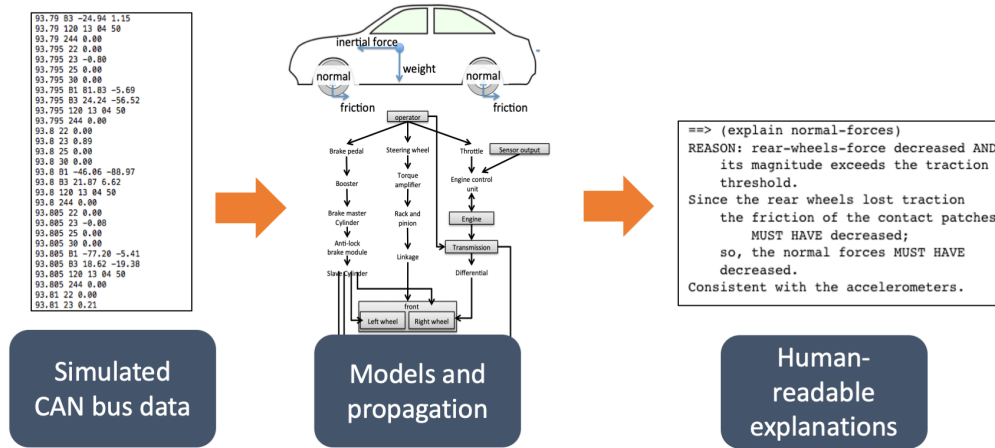 93.79 B3 -24.94 1.15
93.79 120 13 04 50
93.79 244 0.00
93.795 22 0.00
93.795 23 -0.80
93.795 25 0.00
93.795 30 0.00
93.795 B1 81.83 -5.69
93.795 B3 24.24 -56.52
93.795 120 13 04 50
93.795 244 0.00
93.8 22 0.00
93.8 23 0.89
93.8 25 0.00
93.8 30 0.00
93.8 B1 -46.06 -88.97
93.8 B3 21.87 6.62
93.8 120 13 04 50
93.8 244 0.00
93.805 22 0.00
93.805 23 -0.08
93.805 25 0.00
93.805 30 0.00
93.805 B1 -77.20 -5.41
93.805 B3 18.62 -19.38
93.805 120 13 04 50
93.805 244 0.00
93.81 22 0.00
93.81 23 0.21
Simulated
CAN bus data
inertial force
weight
normal
normal
friction
friction
operator
Brake pedal
Steering wheel
Throttle
Sensor output
Booster
Torque
amplifier
Engine control
unit
Brake master
Cylinder
Rack and
pinion
Engine
Anti-lock
brake module
Linkage
Transmission
Slave Cylinder
Differential
front
Left wheel
Right wheel
Models and
propagation
==> (explain normal-forces)
REASON: rear-wheels-force decreased AND
its magnitude exceeds the traction
threshold.
Since the rear wheels lost traction
the friction of the contact patches
MUST HAVE decreased;
so, the normal forces MUST HAVE
decreased.
Consistent with the accelerometers.
Human-
readable
explanations